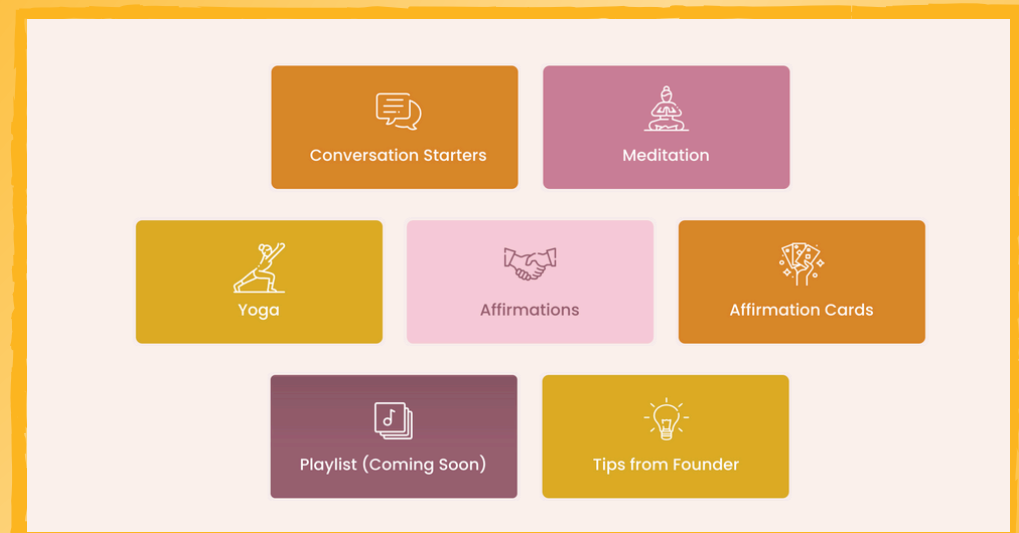 Conversation Starters
Meditation
Yoga
Affirmations
Affirmation Cards
Playlist (Coming Soon)
Tips from Founder